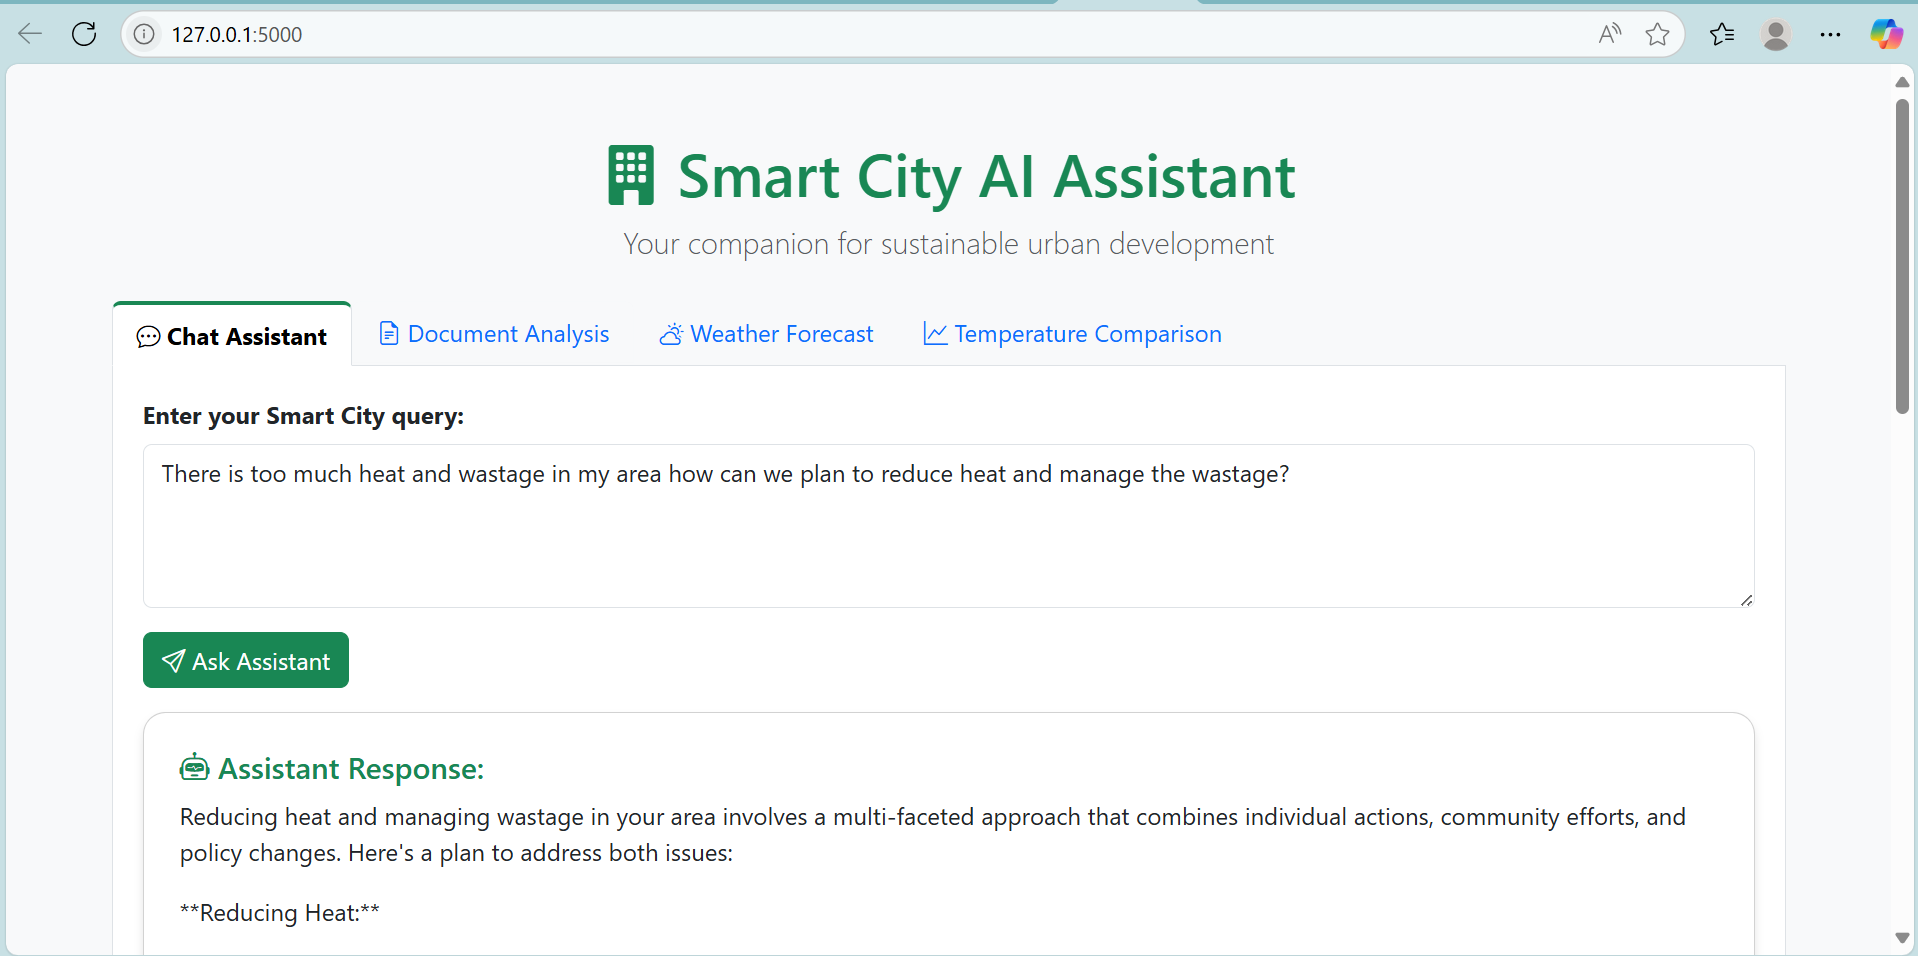 127.0.0.1:5000
Smart City AI Assistant
Your companion for sustainable urban development
Chat Assistant
Document Analysis
Weather Forecast
Temperature Comparison
Enter your Smart City query:
There is too much heat and wastage in my area how can we plan to reduce heat and manage the wastage?
Ask Assistant
Assistant Response:
Reducing heat and managing wastage in your area involves a multi-faceted approach that combines individual actions, community efforts, and
policy changes. Here's a plan to address both issues:
**Reducing Heat:**